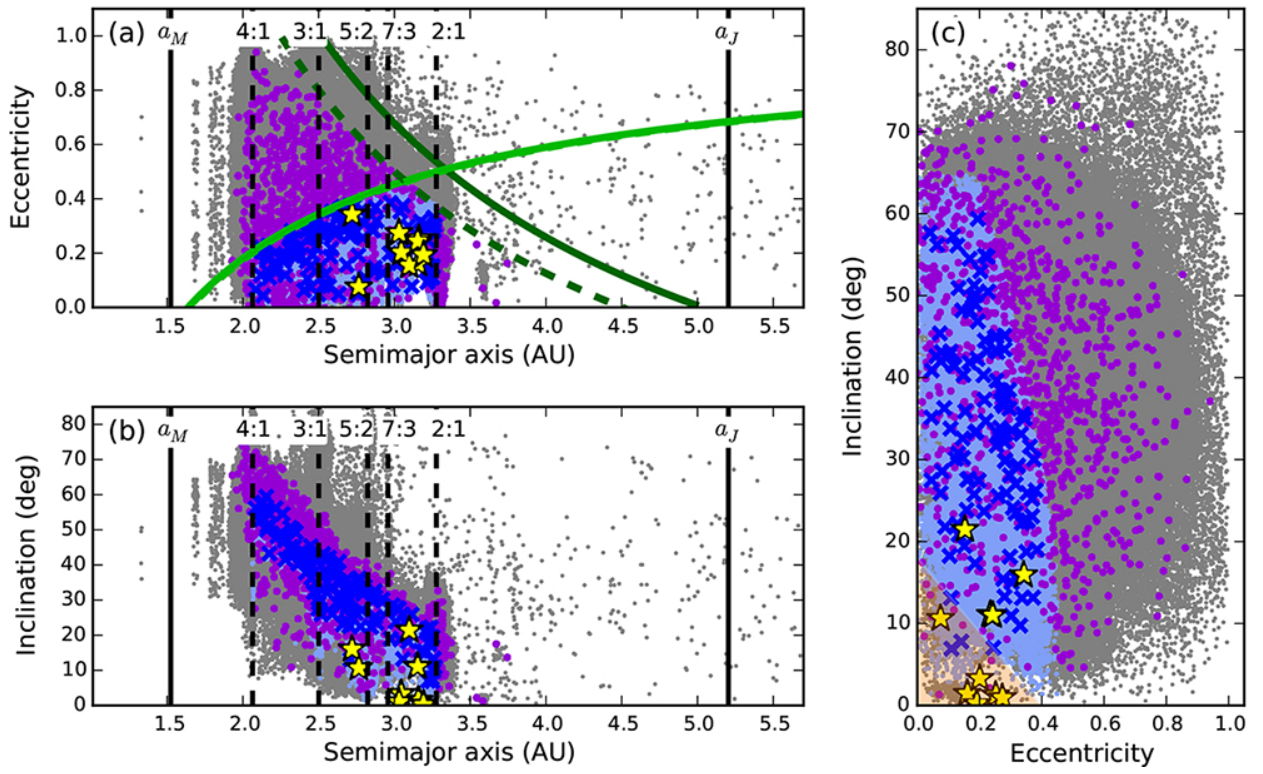 (a) a_M 4:1 3:1 5:2 7:3 2:1 a_J
1.0
0.8
0.6
0.4
0.2
0.0
Eccentricity
1.5 2.0 2.5 3.0 3.5 4.0 4.5 5.0 5.5
Semimajor axis (AU)
(b) a_M 4:1 3:1 5:2 7:3 2:1 a_J
80
70
60
50
40
30
20
10
0
Inclination (deg)
1.5 2.0 2.5 3.0 3.5 4.0 4.5 5.0 5.5
Semimajor axis (AU)
(c)
80
70
60
50
40
30
20
10
0
Inclination (deg)
0.0 0.2 0.4 0.6 0.8 1.0
Eccentricity